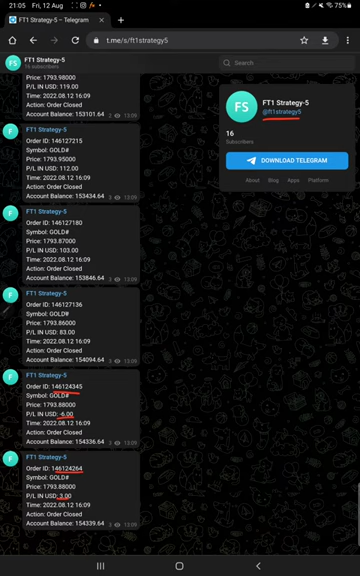 21:05 Fri, 12 Aug
75%
FT1 Strategy-5 – Telegram
t.me/s/ft1strategy5
FT1 Strategy-5
16 subscribers
Search
Price: 1793.98000
P/L IN USD: 119.00
Time: 2022.08.12 16:09
Action: Order Closed
Account Balance: 153101.64 2 13:09
FT1 Strategy-5
Order ID: 146127215
Symbol: GOLD#
Price: 1793.95000
P/L IN USD: 112.00
Time: 2022.08.12 16:09
Action: Order Closed
Account Balance: 153434.64 3 13:09
FT1 Strategy-5
Order ID: 146127180
Symbol: GOLD#
Price: 1793.87000
P/L IN USD: 103.00
Time: 2022.08.12 16:09
Action: Order Closed
Account Balance: 153846.64 3 13:09
FT1 Strategy-5
Order ID: 146127136
Symbol: GOLD#
Price: 1793.86000
P/L IN USD: 83.00
Time: 2022.08.12 16:09
Action: Order Closed
Account Balance: 154094.64 3 13:09
FT1 Strategy-5
Order ID: 146124345
Symbol: GOLD#
Price: 1793.88000
P/L IN USD: -6.00
Time: 2022.08.12 16:09
Action: Order Closed
Account Balance: 154336.64 3 13:09
FT1 Strategy-5
Order ID: 146124264
Symbol: GOLD#
Price: 1793.88000
P/L IN USD: 3.00
Time: 2022.08.12 16:09
Action: Order Closed
Account Balance: 154339.64 3 13:09
FS
FT1 Strategy-5
@ft1strategy5
16
Subscribers
DOWNLOAD TELEGRAM
About Blog Apps Platform